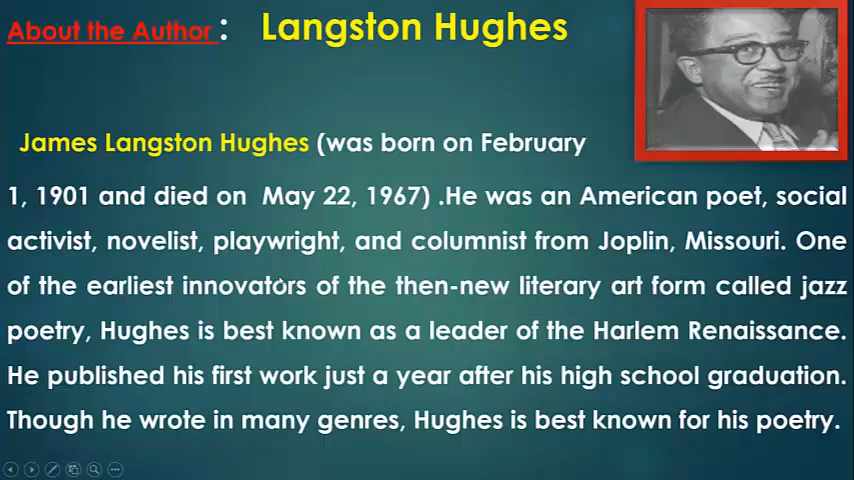 About the Author : Langston Hughes
James Langston Hughes (was born on February
1, 1901 and died on May 22, 1967) .He was an American poet, social
activist, novelist, playwright, and columnist from Joplin, Missouri. One
of the earliest innovators of the then-new literary art form called jazz
poetry, Hughes is best known as a leader of the Harlem Renaissance.
He published his first work just a year after his high school graduation.
Though he wrote in many genres, Hughes is best known for his poetry.